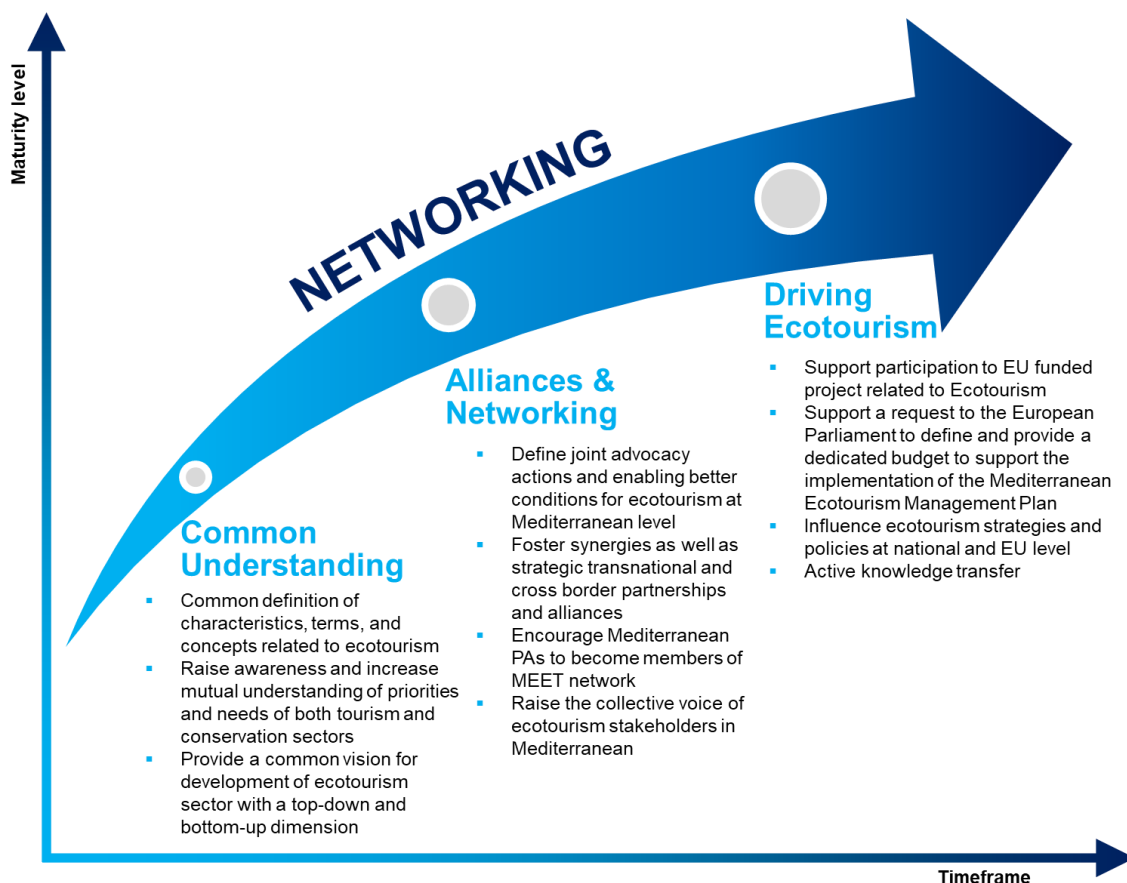 Maturity level
NETWORKING
Common
Understanding
▪ Common definition of
characteristics, terms, and
concepts related to ecotourism
▪ Raise awareness and increase
mutual understanding of priorities
and needs of both tourism and
conservation sectors
▪ Provide a common vision for
development of ecotourism
sector with a top-down and
bottom-up dimension
Alliances &
Networking
▪ Define joint advocacy
actions and enabling better
conditions for ecotourism at
Mediterranean level
▪ Foster synergies as well as
strategic transnational and
cross border partnerships
and alliances
▪ Encourage Mediterranean
PAs to become members of
MEET network
▪ Raise the collective voice of
ecotourism stakeholders in
Mediterranean
Driving
Ecotourism
▪ Support participation to EU funded
project related to Ecotourism
▪ Support a request to the European
Parliament to define and provide a
dedicated budget to support the
implementation of the Mediterranean
Ecotourism Management Plan
▪ Influence ecotourism strategies and
policies at national and EU level
▪ Active knowledge transfer
Timeframe